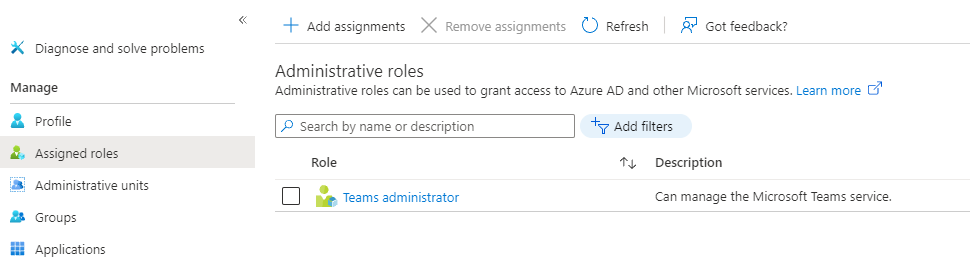 «
Diagnose and solve problems
Manage
Profile
Assigned roles
Administrative units
Groups
Applications
Add assignments Remove assignments Refresh Got feedback?
Administrative roles
Administrative roles can be used to grant access to Azure AD and other Microsoft services. Learn more
Search by name or description Add filters
Role Description
Teams administrator Can manage the Microsoft Teams service.